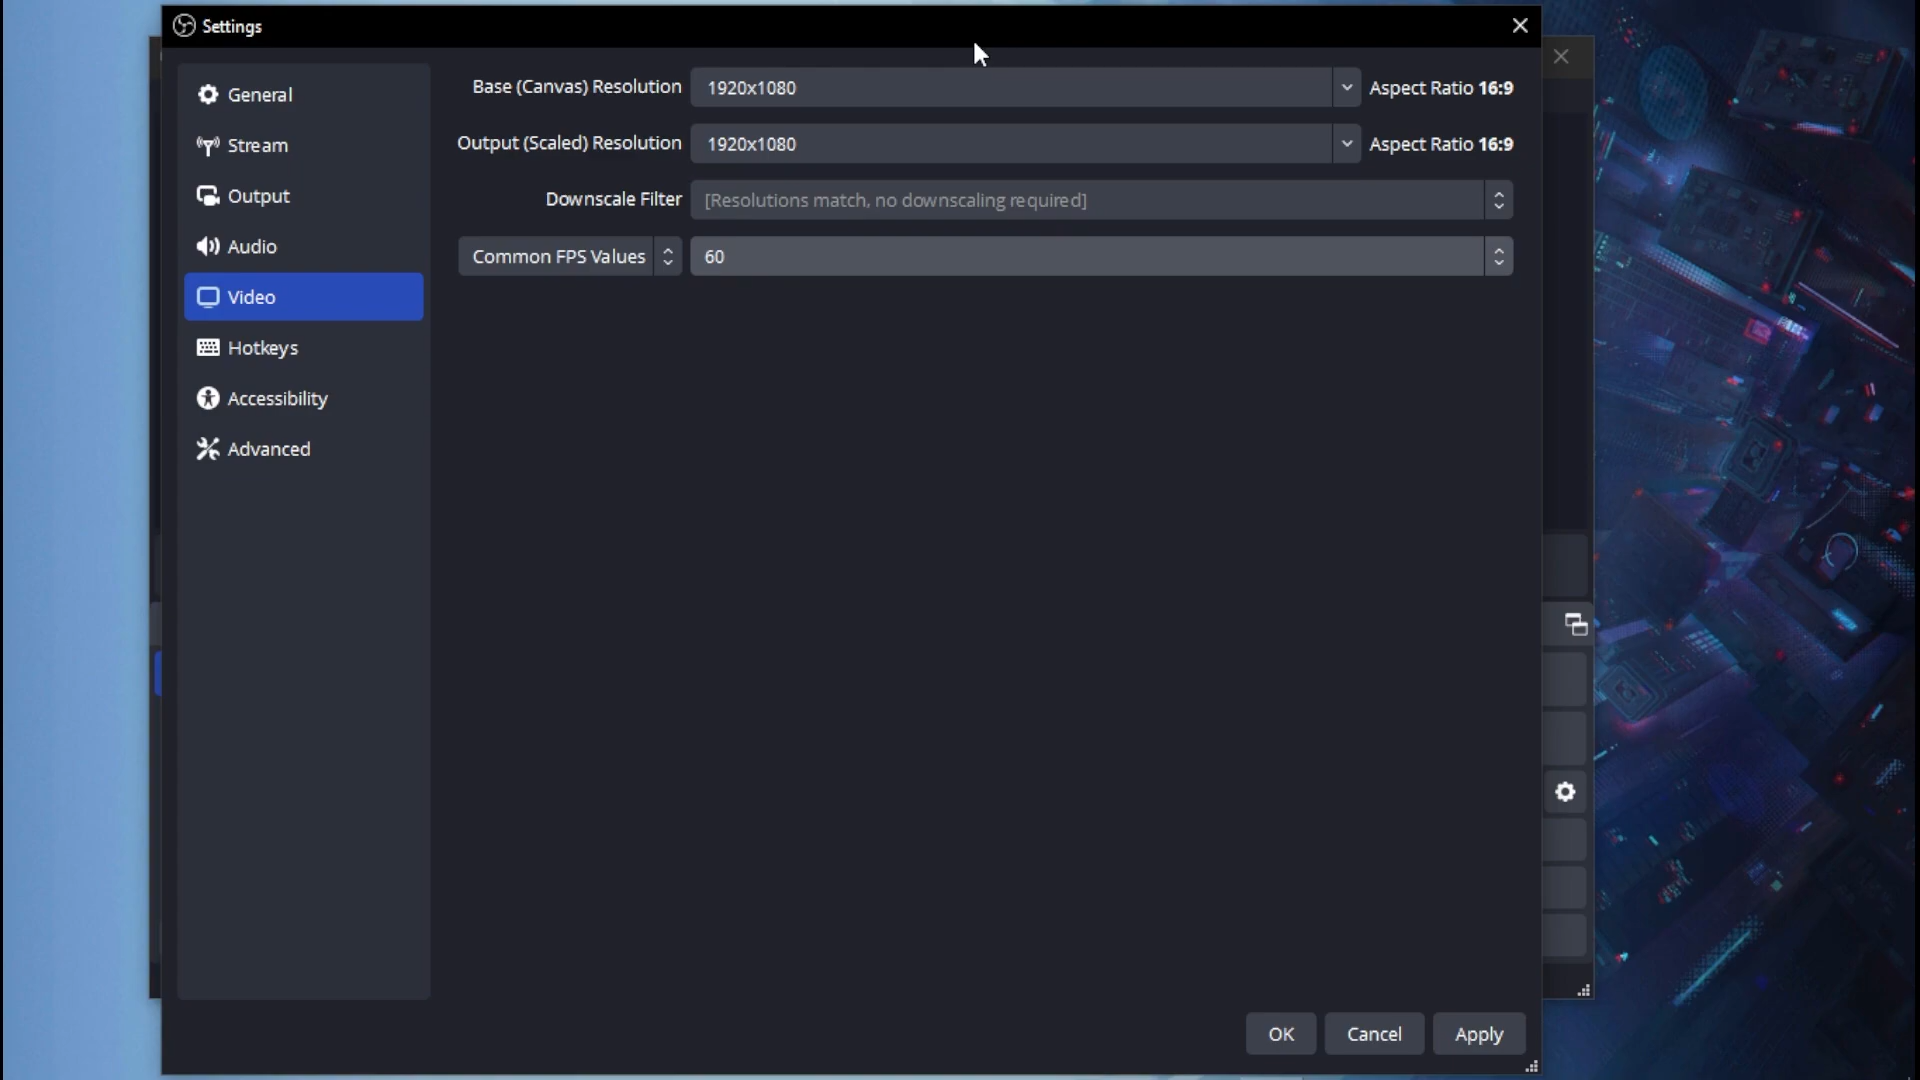 Settings
General
Stream
Output
Audio
Video
Hotkeys
Accessibility
Advanced
Base (Canvas) Resolution 1920x1080 Aspect Ratio 16:9
Output (Scaled) Resolution 1920x1080 Aspect Ratio 16:9
Downscale Filter [Resolutions match, no downscaling required]
Common FPS Values 60
OK Cancel Apply